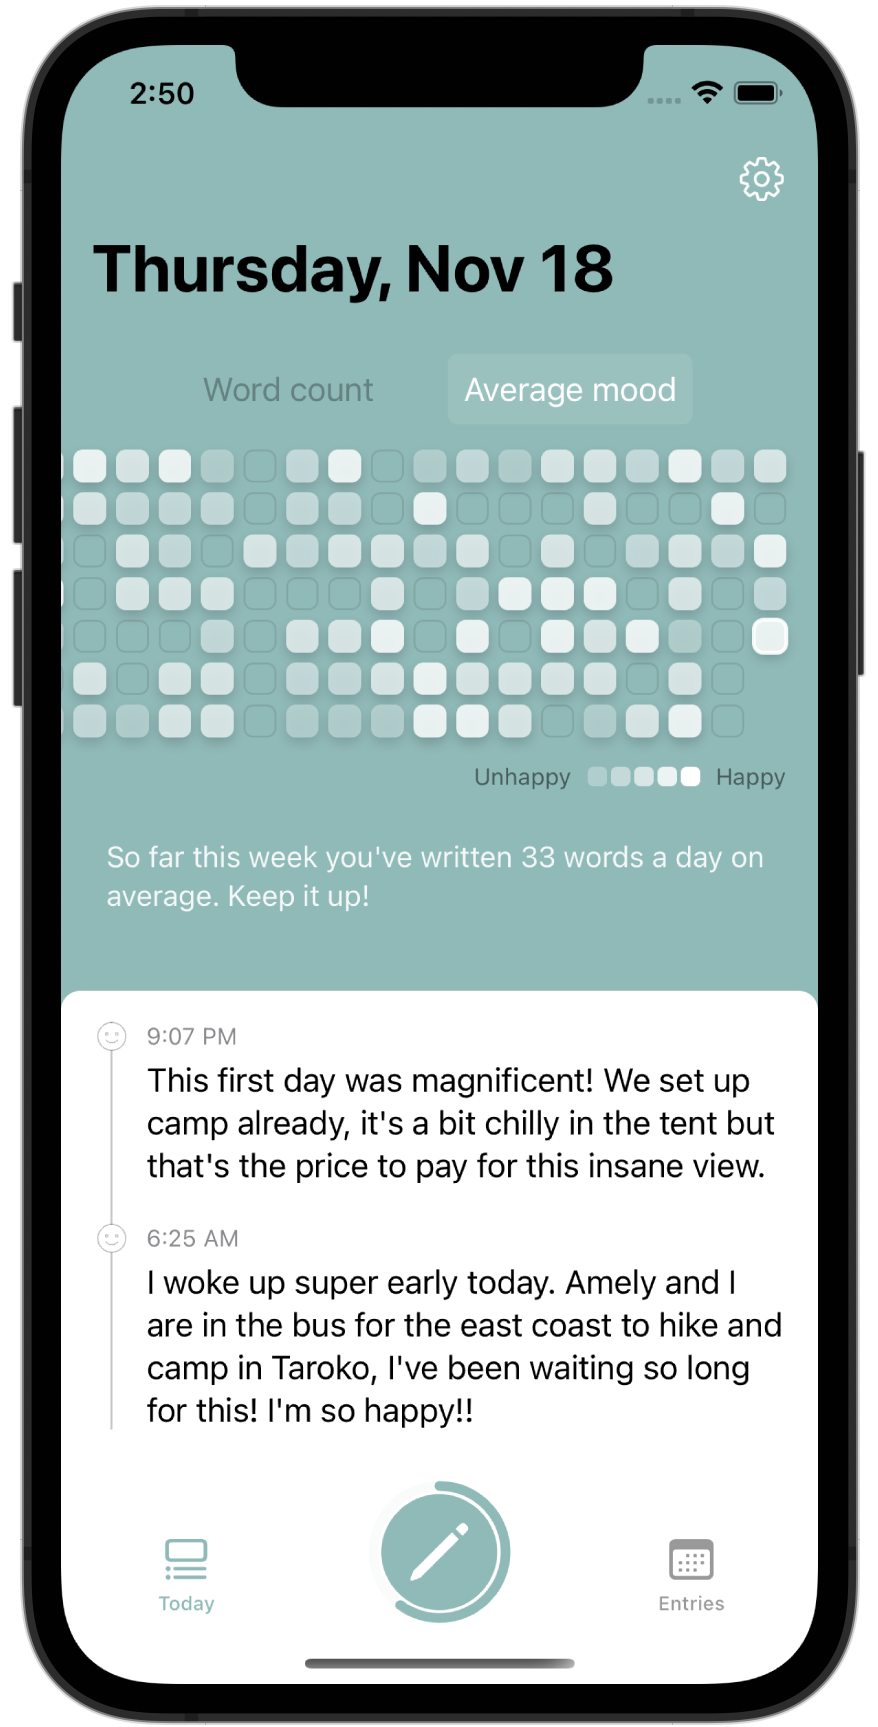 2:50
Thursday, Nov 18
Word count Average mood
Unhappy Happy
So far this week you've written 33 words a day on
average. Keep it up!
9:07 PM
This first day was magnificent! We set up
camp already, it's a bit chilly in the tent but
that's the price to pay for this insane view.
6:25 AM
I woke up super early today. Amely and I
are in the bus for the east coast to hike and
camp in Taroko, I've been waiting so long
for this! I'm so happy!!
Today Entries